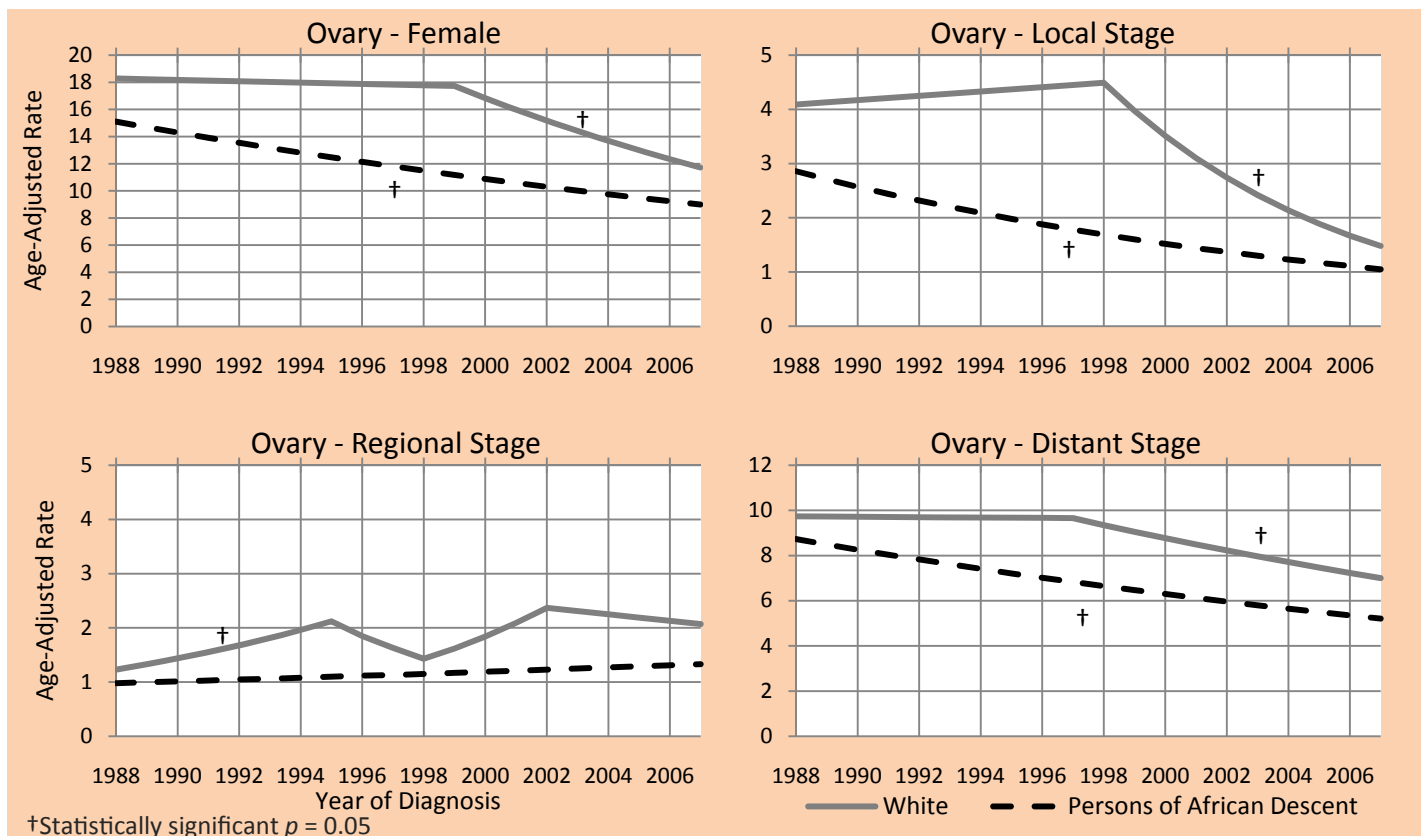 Ovary - Female
Age-Adjusted Rate
20
18
16
14
12
10
8
6
4
2
0
†
†
1988 1990 1992 1994 1996 1998 2000 2002 2004 2006
Ovary - Local Stage
5
4
3
2
1
0
†
†
1988 1990 1992 1994 1996 1998 2000 2002 2004 2006
Ovary - Regional Stage
Age-Adjusted Rate
5
4
3
2
1
0
†
1988 1990 1992 1994 1996 1998 2000 2002 2004 2006
Year of Diagnosis
Ovary - Distant Stage
12
10
8
6
4
2
0
†
†
1988 1990 1992 1994 1996 1998 2000 2002 2004 2006
White Persons of African Descent
†Statistically significant p = 0.05